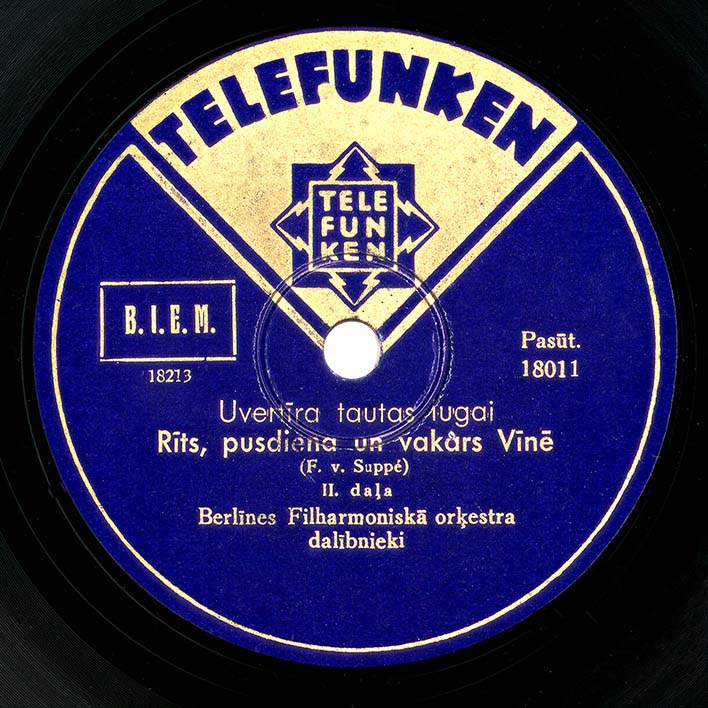 TELEFUNKEN
TELE
FUN
KEN
B. I. E. M.
18213
Pasūt.
18011
Uvertīra tautas lugai
Rīts, pusdiena un vakārs Vīnē
(F. v. Suppé)
II. daļa
Berlīnes Filharmoniskā orķestra
dalībnieki